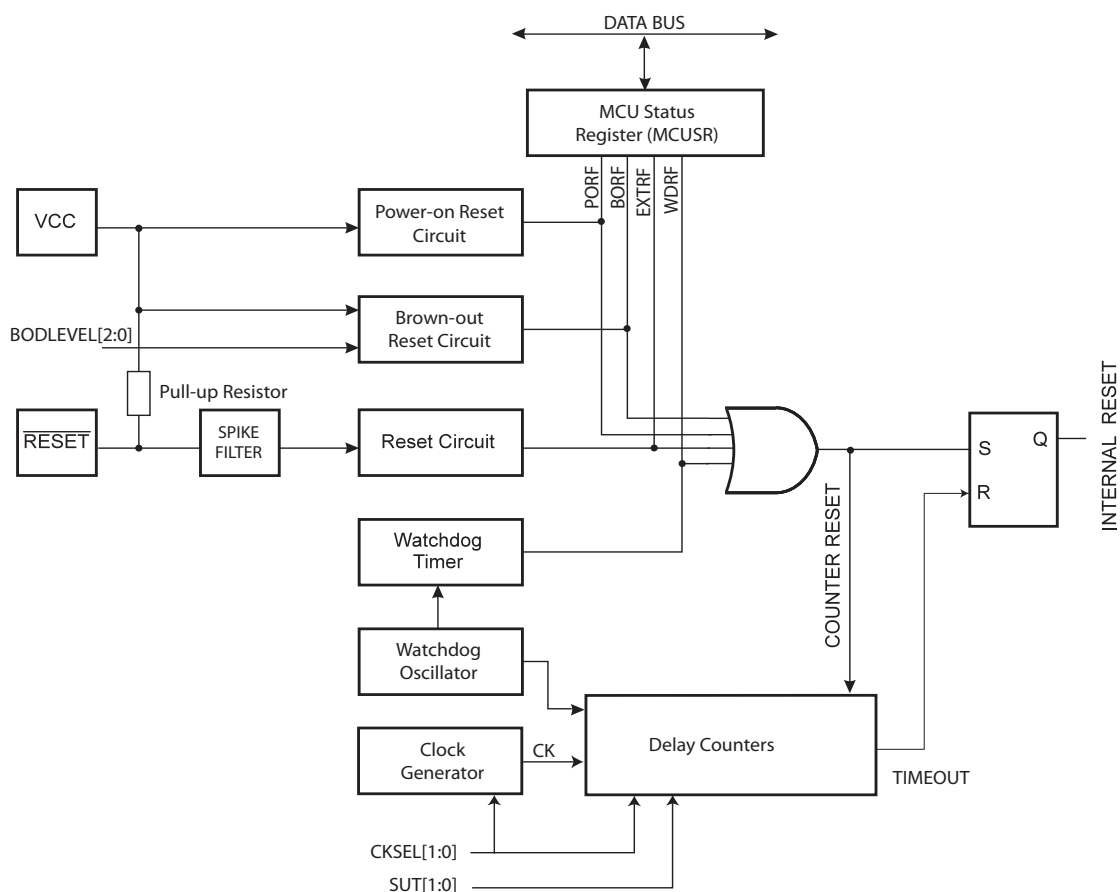 DATA BUS
MCU Status
Register (MCUSR)
PORF
BORF
EXTRF
WDRF
VCC
Power-on Reset
Circuit
BODLEVEL[2:0]
Brown-out
Reset Circuit
Pull-up Resistor
RESET
SPIKE
FILTER
Reset Circuit
S
Q
R
INTERNAL RESET
COUNTER RESET
Watchdog
Timer
Watchdog
Oscillator
Clock
Generator
CK
Delay Counters
TIMEOUT
CKSEL[1:0]
SUT[1:0]